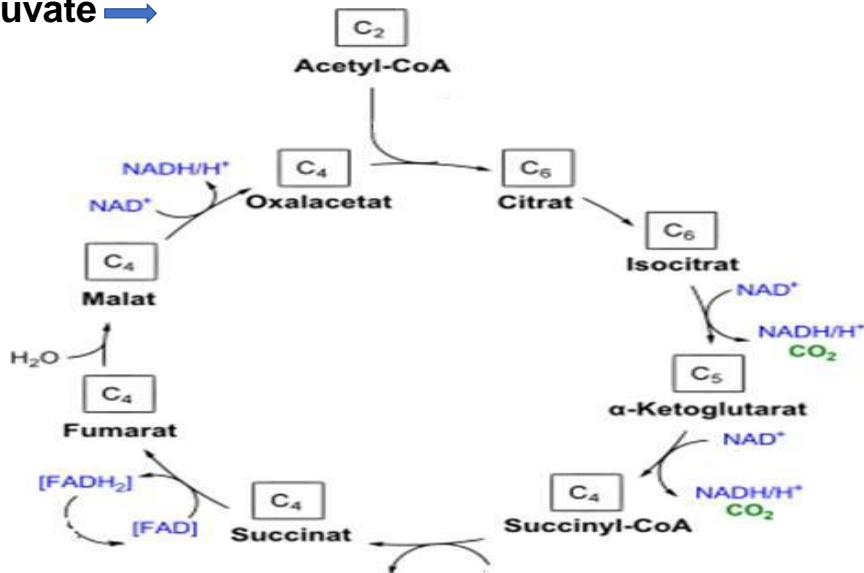 uvate
C₂
Acetyl-CoA
NADH/H⁺
C₄
C₆
NAD⁺
Oxalacetat
Citrat
C₆
C₄
Isocitrat
Malat
NAD⁺
NADH/H⁺
H₂O
CO₂
C₅
C₄
α-Ketoglutarat
Fumarat
NAD⁺
[FADH₂]
C₄
C₄
NADH/H⁺
CO₂
[FAD]
Succinat
Succinyl-CoA